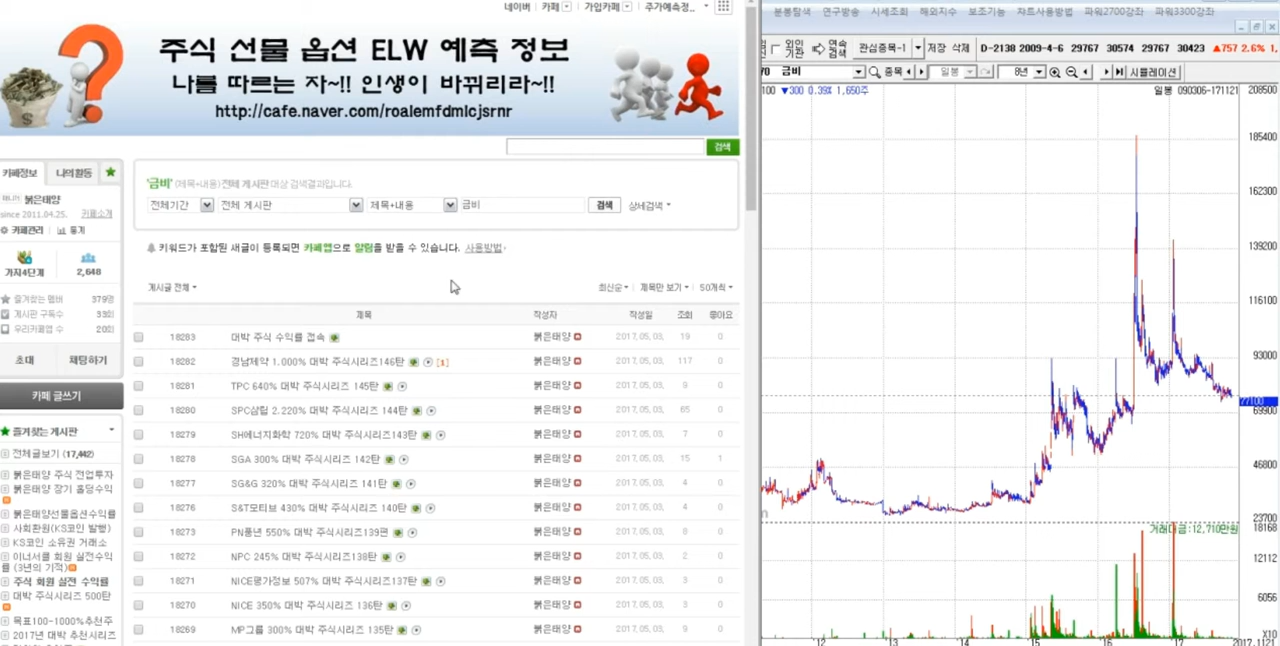 네이버 카페 가입카페 주가예측정..
주식 선물 옵션 ELW 예측 정보
나를 따르는 자~!! 인생이 바뀌리라~!!
http://cafe.naver.com/roalemfdmlcjsrnr
검색
카페정보 나의활동
붉은태양
since 2011.04.25. 카페소개
카페관리 통계
가지4단계 2,648
즐겨찾는 멤버 379명
게시판 구독수 33회
우리카페앱 수 20회
초대 채팅하기
카페 글쓰기
즐겨찾는 게시판
전체글보기 (17,442)
붉은태양 주식 전업투자
붉은태양 장기 홀딩수익
붉은태양선물옵션수익률
사회환원(KS코인 발행)
KS코인 소유권 거래소
이너서클 회원 실전수익
률 (3년의 기적)
주식 회원 실전 수익률
대박 주식시리즈 500탄
목표100-1000%추천주
2017년 대박 추천시리즈
'금비' (제목+내용) 전체 게시판 대상 검색결과입니다.
전체기간 전체 게시판 제목+내용 금비 검색 상세검색
키워드가 포함된 새글이 등록되면 카페앱으로 알림을 받을 수 있습니다. 사용방법
게시글 전체 최신순 제목만 보기 50개씩
제목 작성자 작성일 조회 좋아요
18283 대박 주식 수익률 접속 붉은태양 2017.05.03. 19 0
18282 경남제약 1.000% 대박 주식시리즈146탄 [1] 붉은태양 2017.05.03. 117 0
18281 TPC 640% 대박 주식시리즈 145탄 붉은태양 2017.05.03. 9 0
18280 SPC삼립 2.220% 대박 주식시리즈 144탄 붉은태양 2017.05.03. 65 0
18279 SH에너지화학 720% 대박 주식시리즈143탄 붉은태양 2017.05.03. 7 0
18278 SGA 300% 대박 주식시리즈 142탄 붉은태양 2017.05.03. 15 1
18277 SG&G 320% 대박 주식시리즈 141탄 붉은태양 2017.05.03. 4 0
18276 S&T모티브 430% 대박 주식시리즈 140탄 붉은태양 2017.05.03. 4 0
18273 PN풍년 550% 대박 주식시리즈139편 붉은태양 2017.05.03. 8 0
18272 NPC 245% 대박 주식시리즈138탄 붉은태양 2017.05.03. 2 0
18271 NICE평가정보 507% 대박 주식시리즈137탄 붉은태양 2017.05.03. 3 0
18270 NICE 350% 대박 주식시리즈 136탄 붉은태양 2017.05.03. 3 0
18269 MP그룹 300% 대박 주식시리즈 135탄 붉은태양 2017.05.03. 9 0
분봉탐색 연구방송 시세조회 해외지수 보조기능 차트사용방법 파워2700강좌 파워3300강좌
외인 기관 연속 검색 관심종목-1 저장 삭제 D-2138 2009-4-6 29767 30574 29767 30423 ▲757 2.6% 1,
70 금비 종목 일봉 8년 시뮬레이션
100 ▼300 0.39% 1,650주 일봉 090306-171121
208500
185400
162300
139200
116100
93000
77100
69900
46800
23700
거래대금:12,710만원
18168
12112
6056
X10
12 13 14 15 16 17 2017.1121